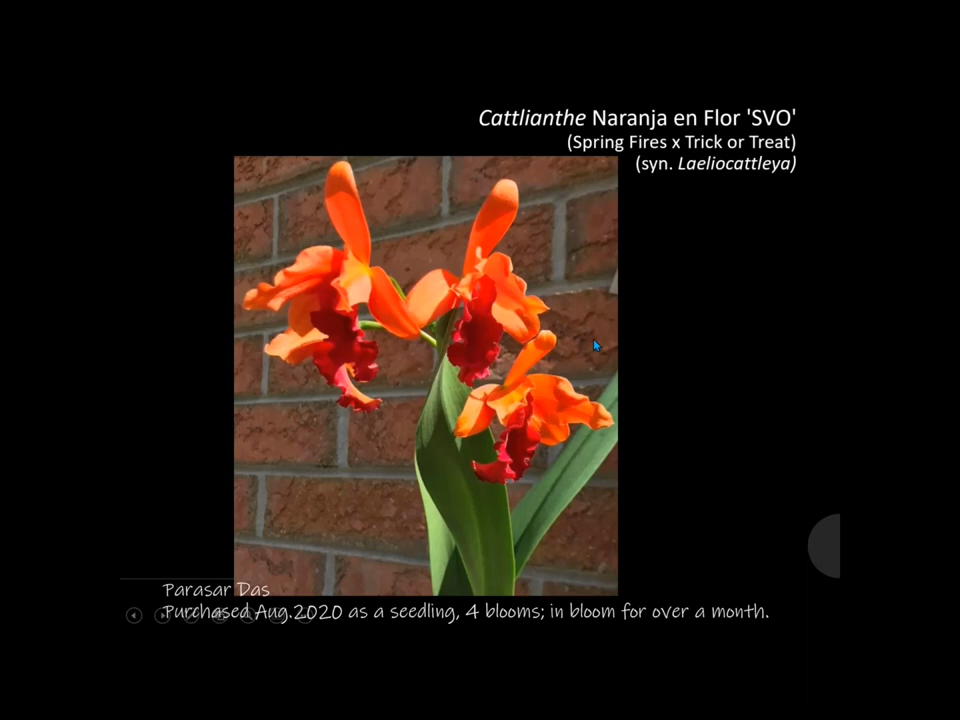 Cattlianthe Naranja en Flor 'SVO'
(Spring Fires x Trick or Treat)
(syn. Laeliocattleya)
Parasar Das
Purchased Aug.2020 as a seedling, 4 blooms; in bloom for over a month.